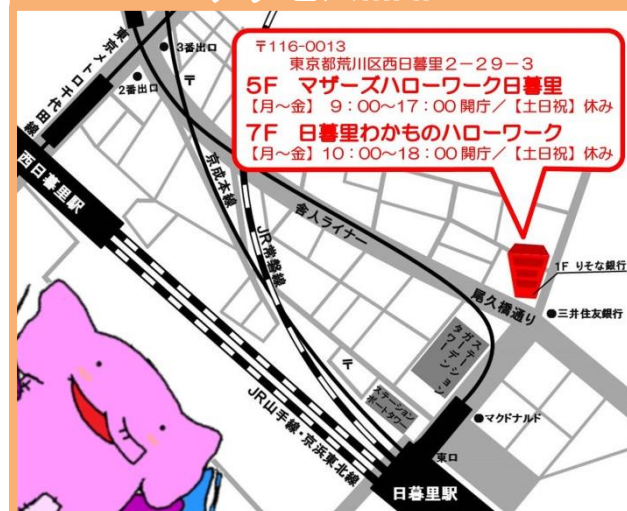 〒116-0013
東京都荒川区西日暮里2－29－3
5F マザーズハローワーク日暮里
【月～金】 9：00～17：00開庁／【土日祝】休み
7F 日暮里わかものハローワーク
【月～金】10：00～18：00開庁／【土日祝】休み
3番出口
〒
2番出口
東京メトロ千代田線
西日暮里駅
京成本線
JR常磐線
舎人ライナー
1F りそな銀行
尾久橋通り
三井住友銀行
ステーション
ガーデン
タワー
〒
ステーション
ポートタワー
マクドナルド
JR山手線・京浜東北線
東口
日暮里駅